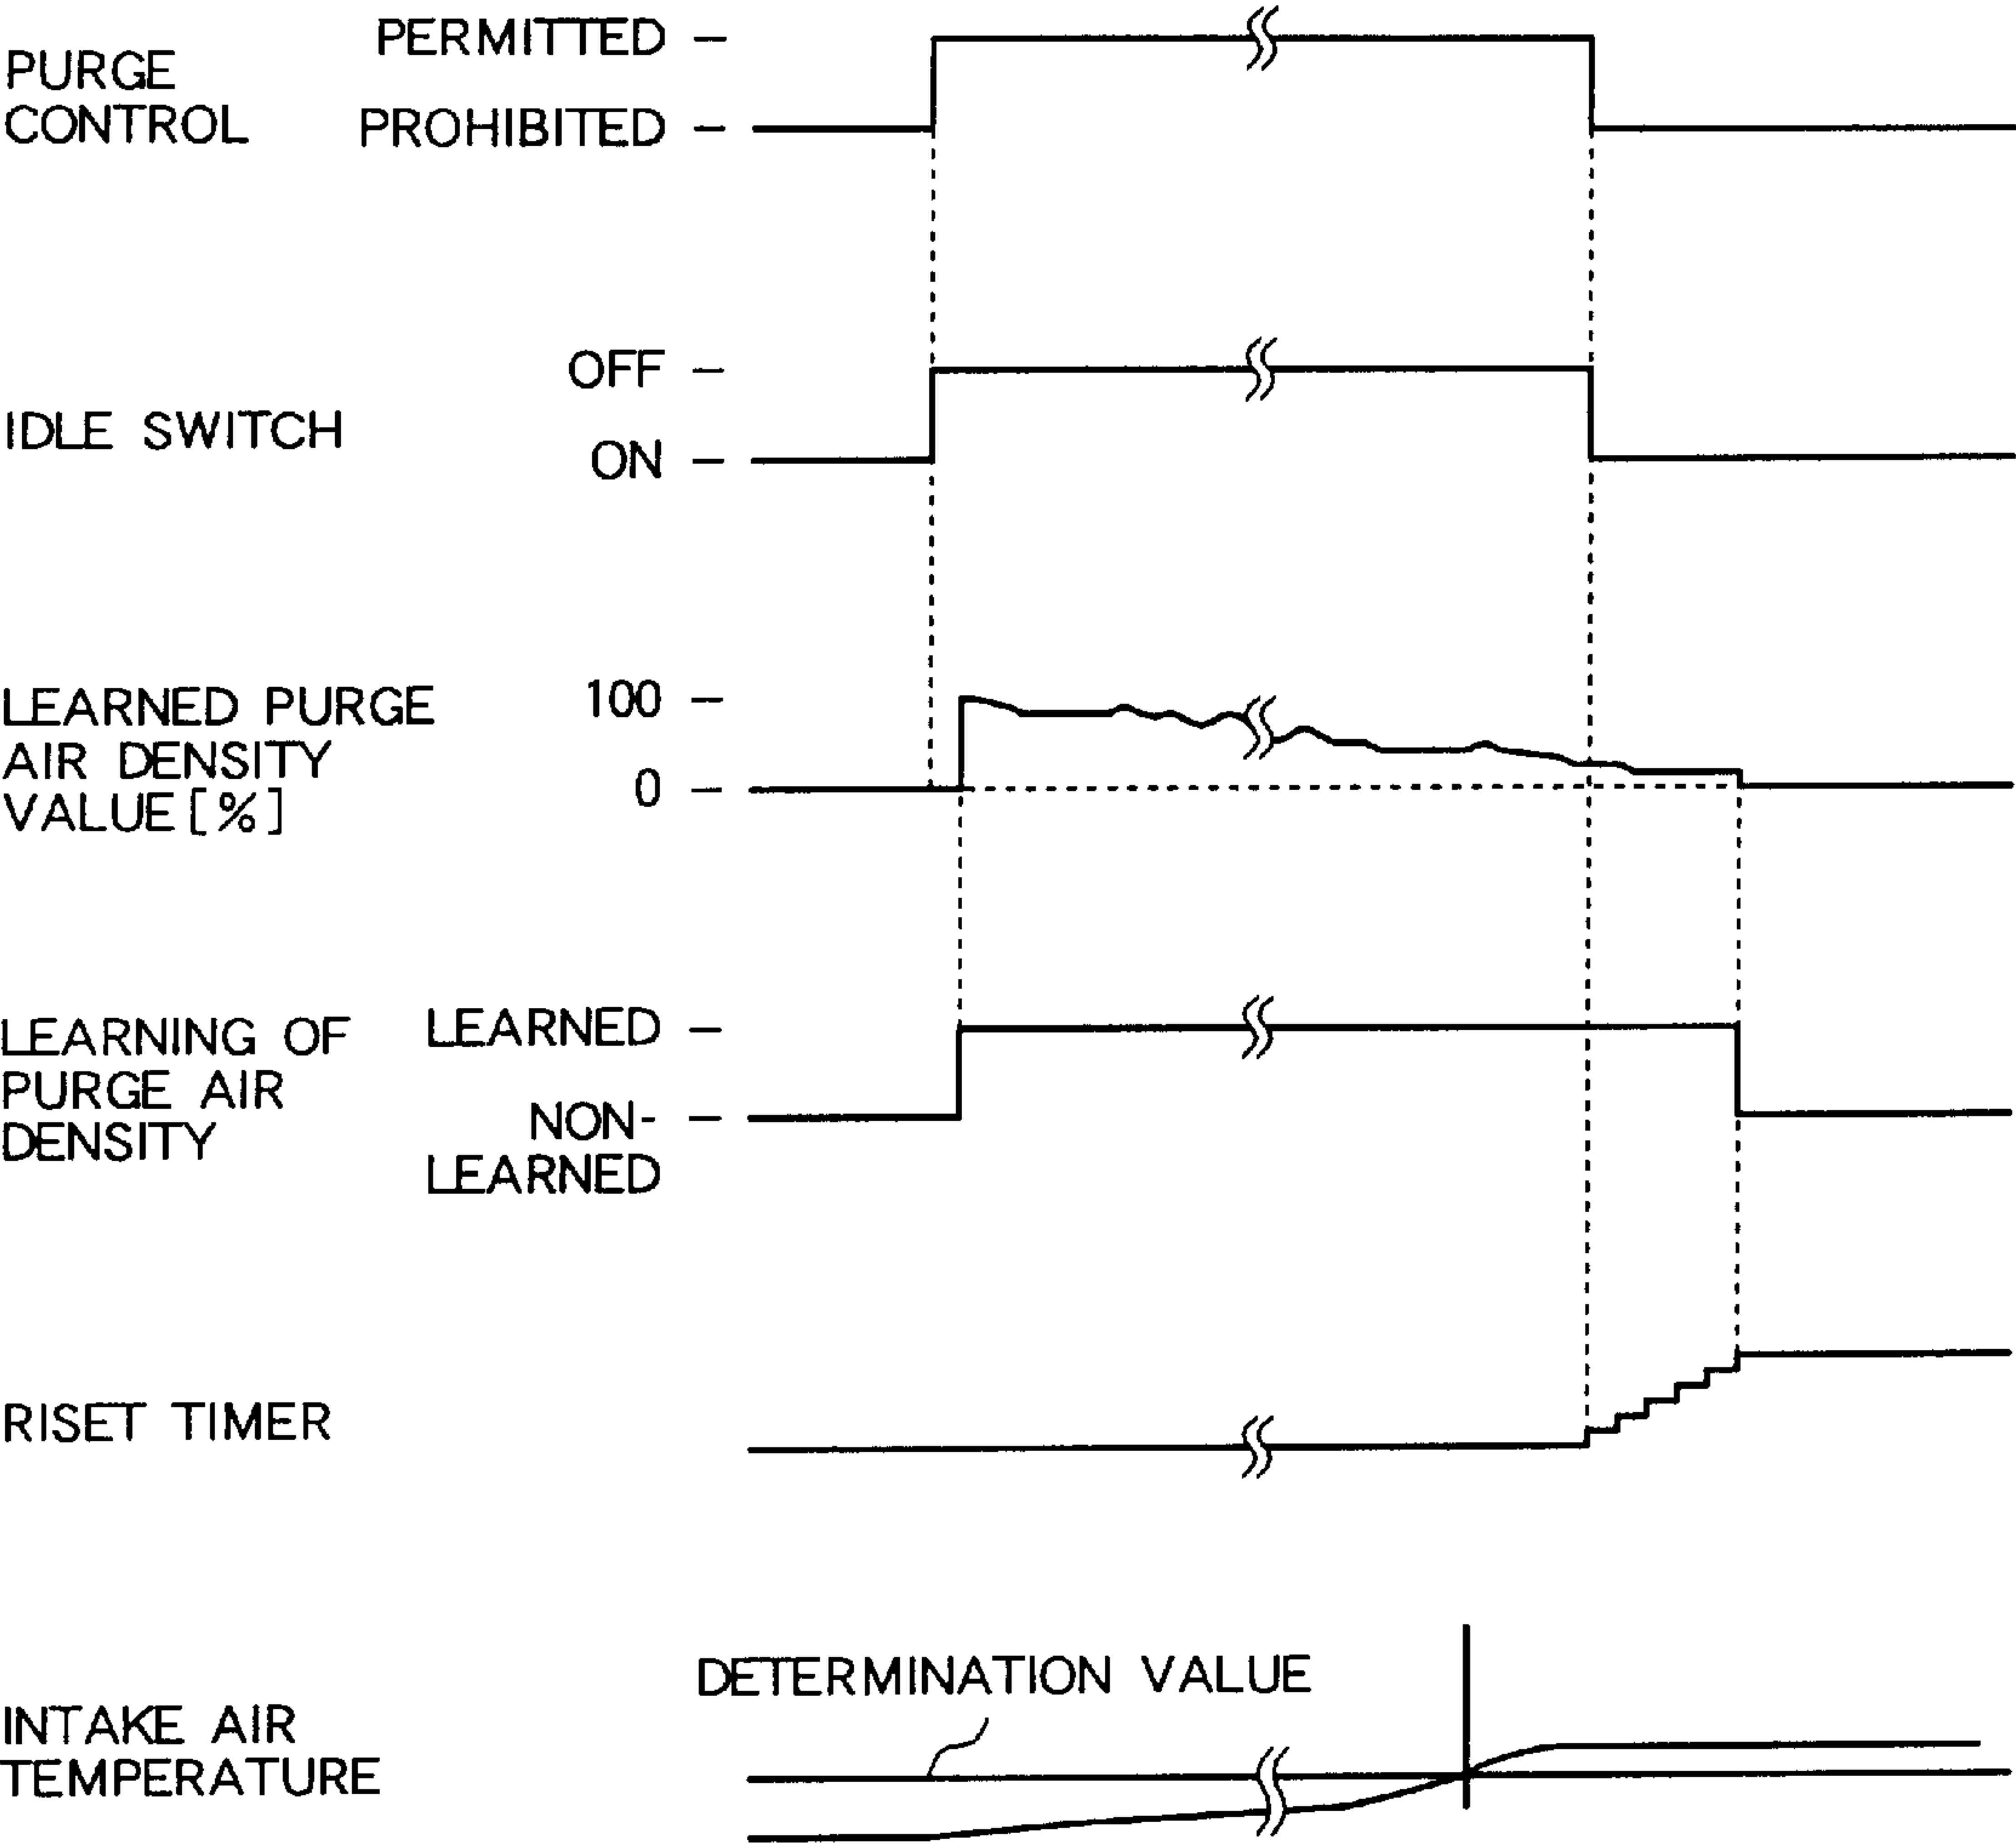 PERMITTED
PURGE
CONTROL
PROHIBITED
OFF
IDLE SWITCH
ON
LEARNED PURGE
AIR DENSITY
VALUE [%]
100
0
LEARNING OF
PURGE AIR
DENSITY
LEARNED
NON-
LEARNED
RISET TIMER
DETERMINATION VALUE
INTAKE AIR
TEMPERATURE